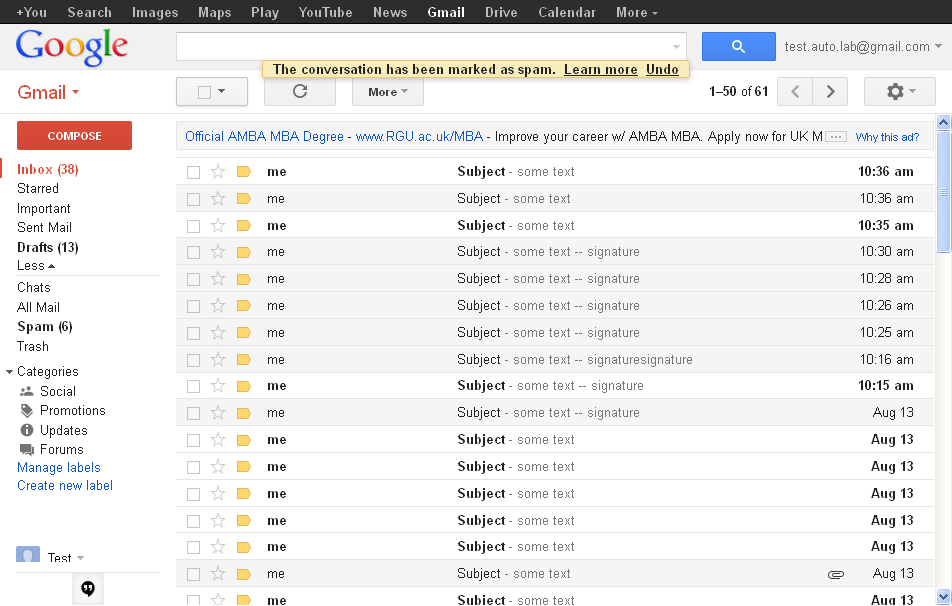 +You Search Images Maps Play YouTube News Gmail Drive Calendar More
Google
test.auto.lab@gmail.com
The conversation has been marked as spam. Learn more Undo
Gmail
More
1–50 of 61
COMPOSE
Official AMBA MBA Degree - www.RGU.ac.uk/MBA - Improve your career w/ AMBA MBA. Apply now for UK M ... Why this ad?
Inbox (38)
Starred
Important
Sent Mail
Drafts (13)
Less
Chats
All Mail
Spam (6)
Trash
Categories
Social
Promotions
Updates
Forums
Manage labels
Create new label
Test
me Subject - some text 10:36 am
me Subject - some text 10:36 am
me Subject - some text 10:35 am
me Subject - some text -- signature 10:30 am
me Subject - some text -- signature 10:28 am
me Subject - some text -- signature 10:26 am
me Subject - some text -- signature 10:25 am
me Subject - some text -- signaturesignature 10:16 am
me Subject - some text -- signature 10:15 am
me Subject - some text -- signature Aug 13
me Subject - some text Aug 13
me Subject - some text Aug 13
me Subject - some text Aug 13
me Subject - some text Aug 13
me Subject - some text Aug 13
me Subject - some text Aug 13
me Subject - some text Aug 13